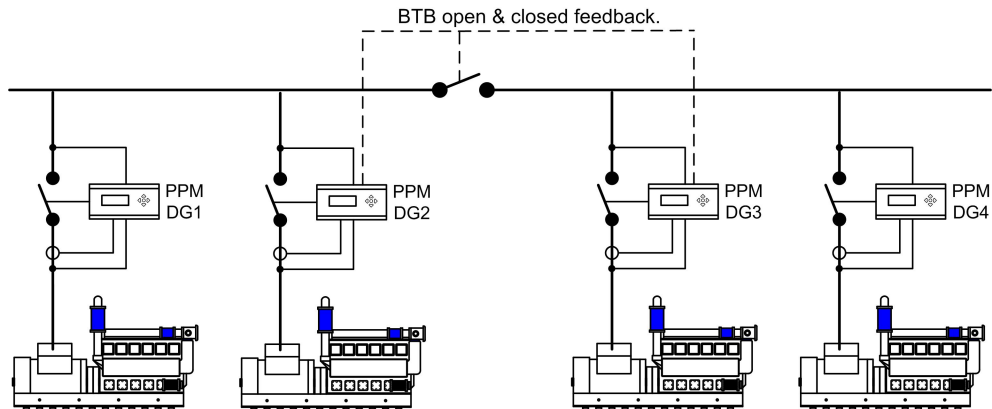 BTB open & closed feedback.
PPM
DG1
PPM
DG2
PPM
DG3
PPM
DG4